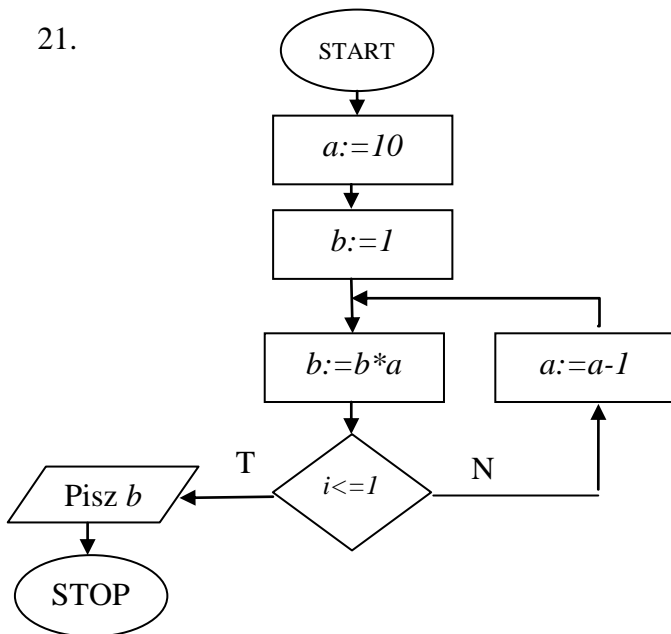 21.
START
a:=10
b:=1
b:=b*a
a:=a-1
T
i<=1
N
Pisz b
STOP